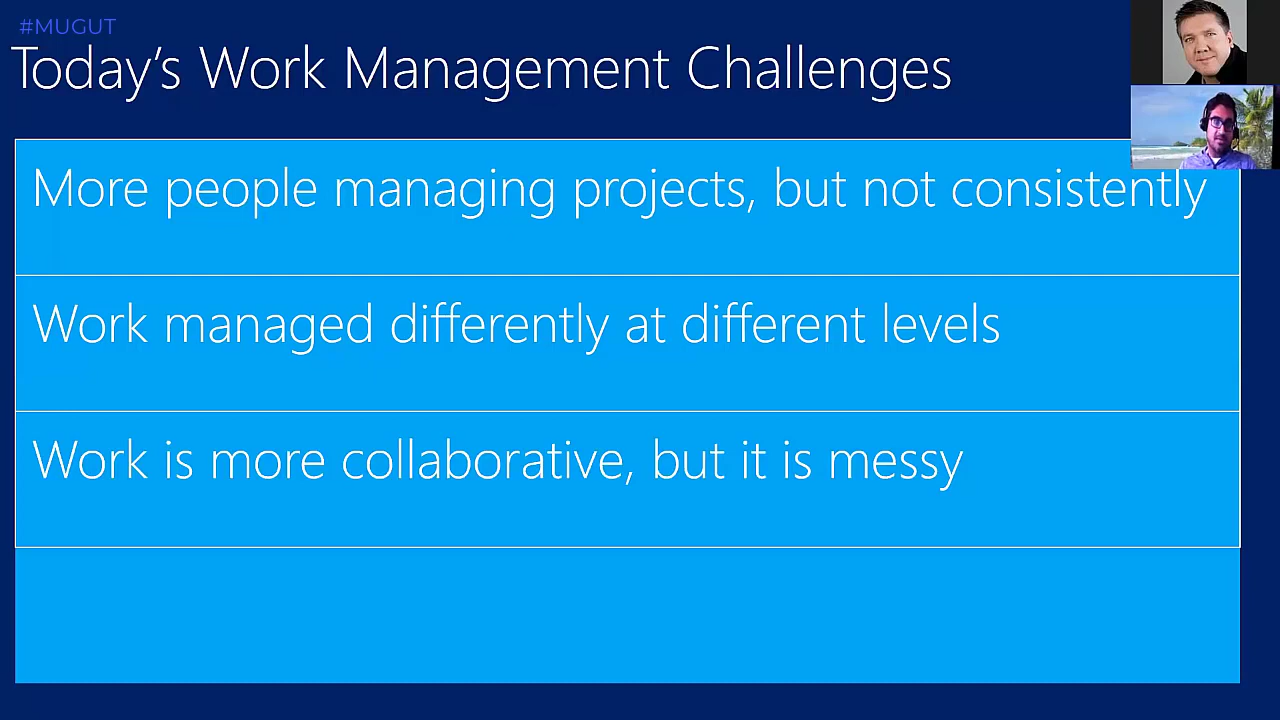 #MUGUT
Today's Work Management Challenges
More people managing projects, but not consistently
Work managed differently at different levels
Work is more collaborative, but it is messy